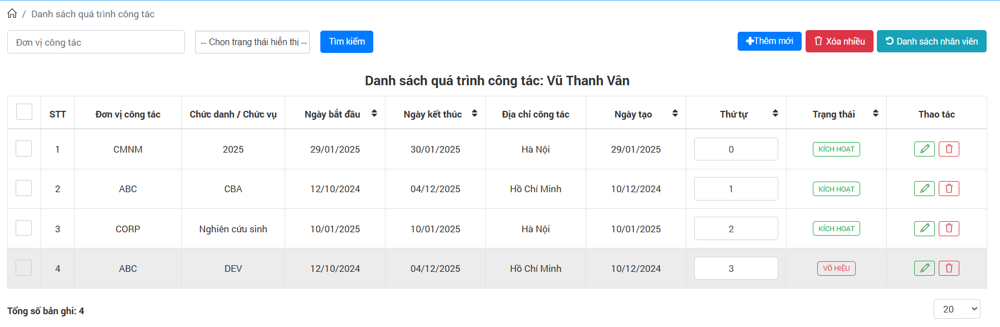 / Danh sách quá trình công tác
Đơn vị công tác -- Chọn trạng thái hiển thị -- Tìm kiếm Thêm mới Xóa nhiều Danh sách nhân viên
Danh sách quá trình công tác: Vũ Thanh Vân
STT Đơn vị công tác Chức danh / Chức vụ Ngày bắt đầu Ngày kết thúc Địa chỉ công tác Ngày tạo Thứ tự Trạng thái Thao tác
1 CMNM 2025 29/01/2025 30/01/2025 Hà Nội 29/01/2025 0 KÍCH HOẠT
2 ABC CBA 12/10/2024 04/12/2025 Hồ Chí Minh 10/12/2024 1 KÍCH HOẠT
3 CORP Nghiên cứu sinh 10/01/2025 10/01/2025 Hà Nội 10/01/2025 2 KÍCH HOẠT
4 ABC DEV 12/10/2024 04/12/2025 Hồ Chí Minh 10/12/2024 3 VÔ HIỆU
Tổng số bản ghi: 4 20